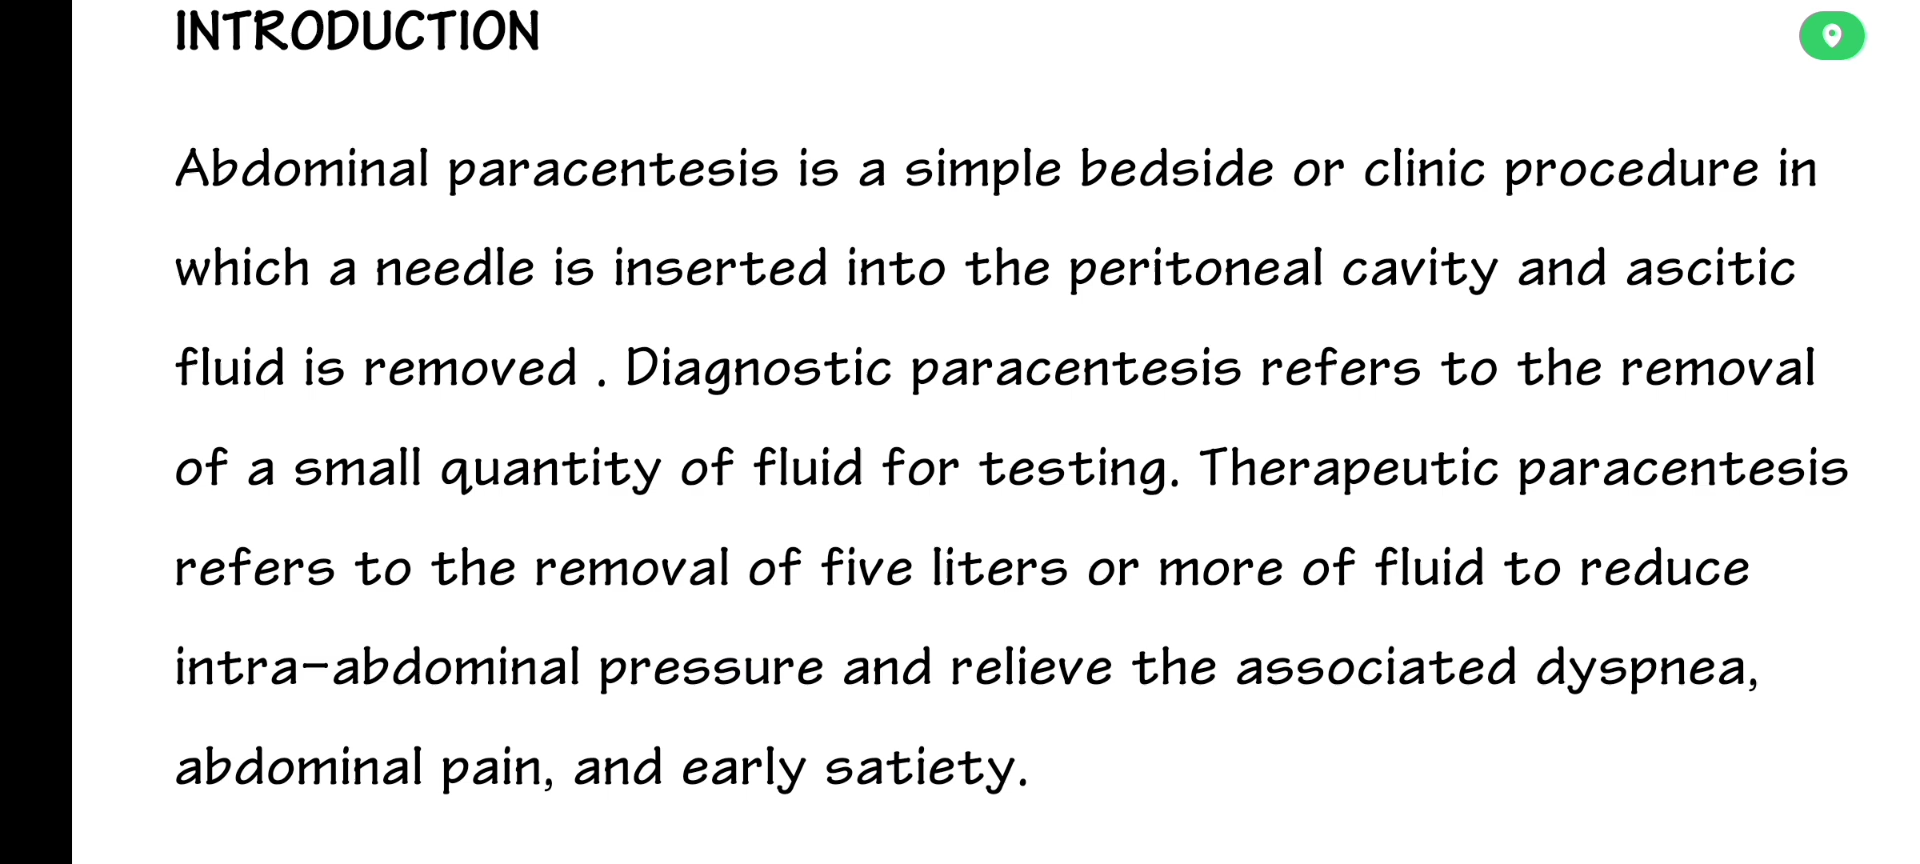 INTRODUCTION
Abdominal paracentesis is a simple bedside or clinic procedure in
which a needle is inserted into the peritoneal cavity and ascitic
fluid is removed . Diagnostic paracentesis refers to the removal
of a small quantity of fluid for testing. Therapeutic paracentesis
refers to the removal of five liters or more of fluid to reduce
intra-abdominal pressure and relieve the associated dyspnea,
abdominal pain, and early satiety.